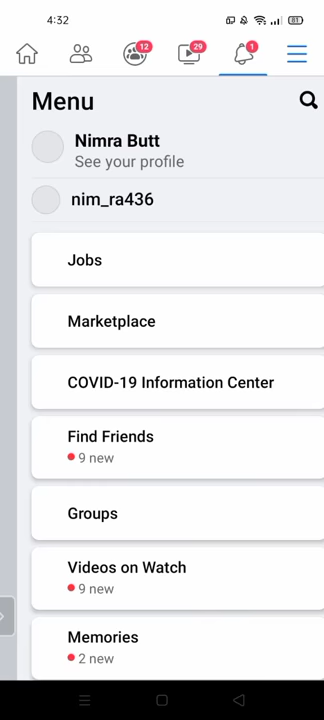 4:32
81
12
29
1
Menu
Nimra Butt
See your profile
nim_ra436
Jobs
Marketplace
COVID-19 Information Center
Find Friends
9 new
Groups
Videos on Watch
9 new
Memories
2 new